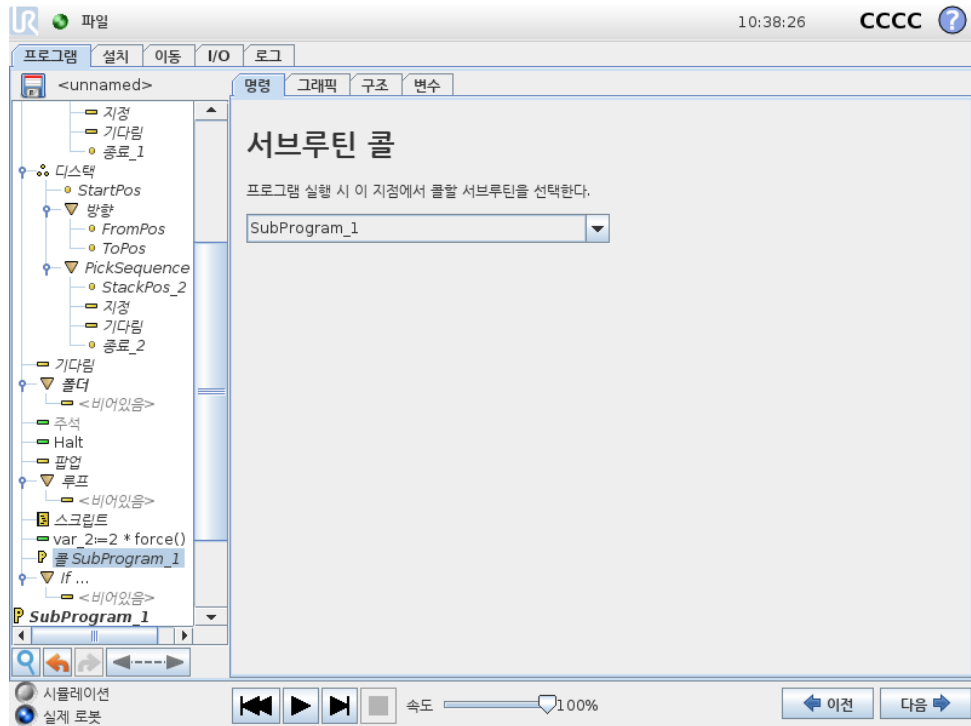 UR 파일 10:38:26 CCCC ?
프로그램 설치 이동 I/O 로그
<unnamed>
명령 그래픽 구조 변수
지정
기다림
종료_1
디스택
StartPos
방향
FromPos
ToPos
PickSequence
StackPos_2
지정
기다림
종료_2
기다림
폴더
<비어있음>
주석
Halt
팝업
루프
<비어있음>
스크립트
var_2:=2 * force()
콜 SubProgram_1
If ...
<비어있음>
SubProgram_1
서브루틴 콜
프로그램 실행 시 이 지점에서 콜할 서브루틴을 선택한다.
SubProgram_1
시뮬레이션
실제 로봇
속도 100%
이전 다음